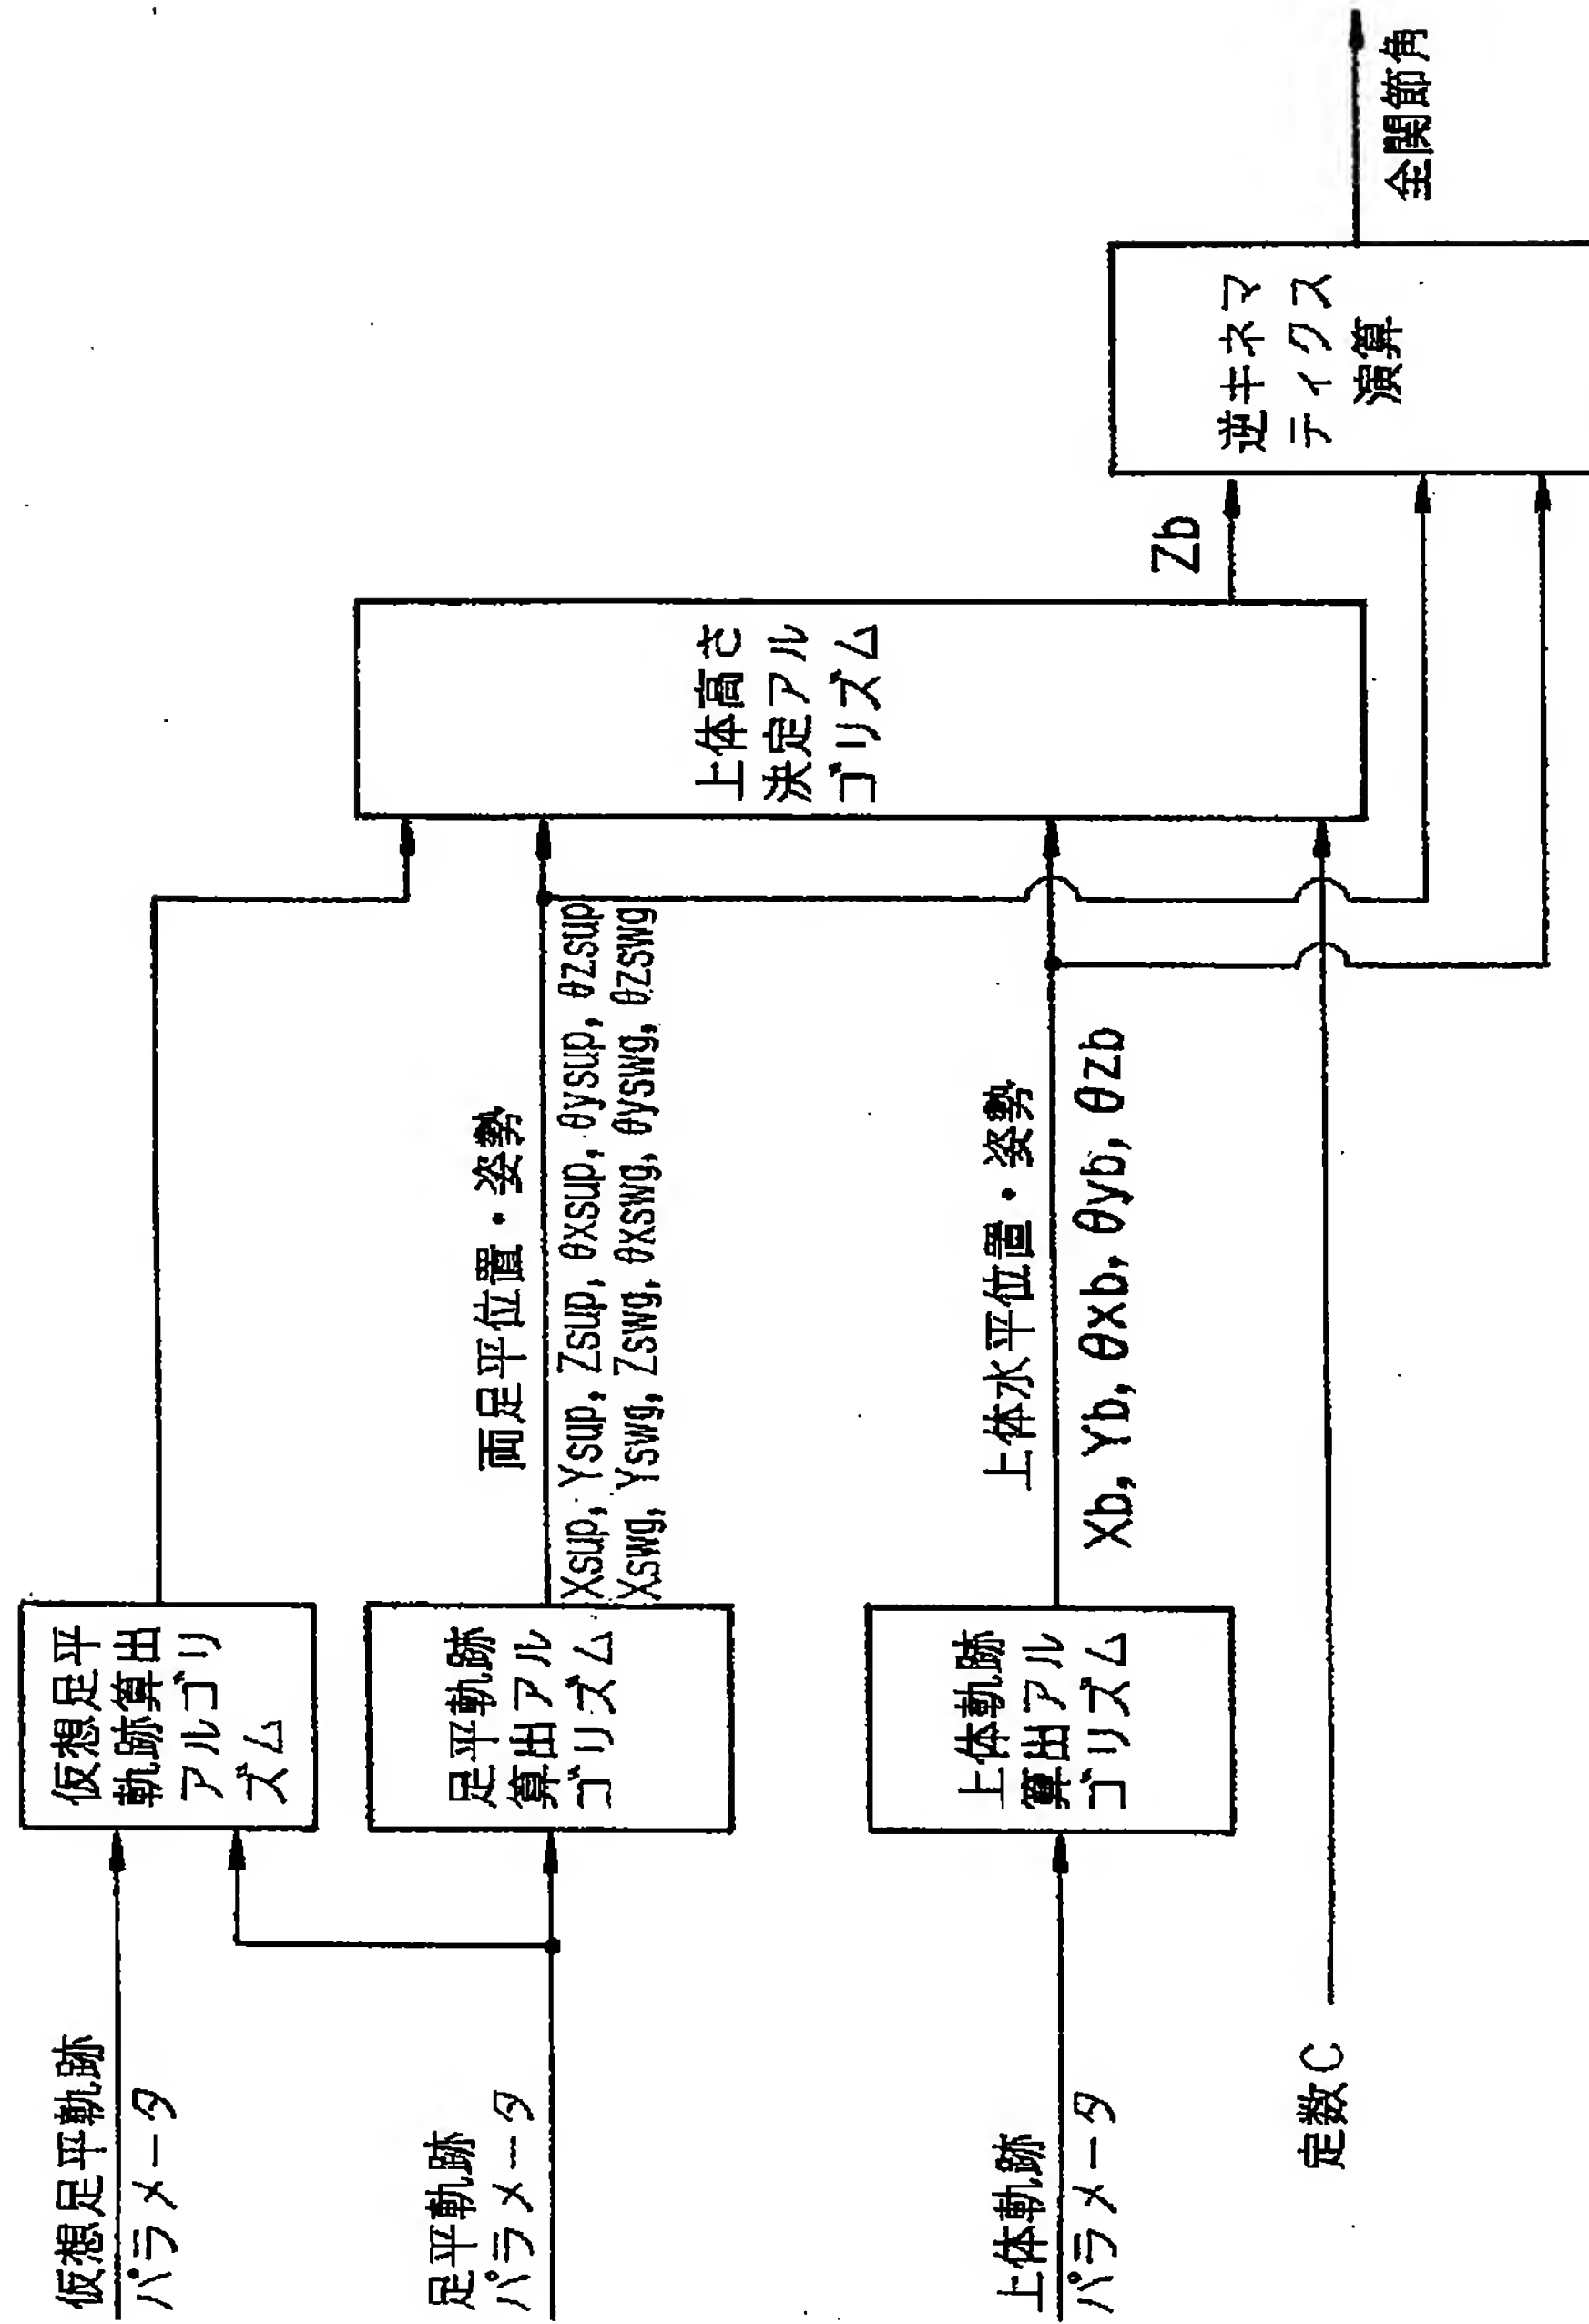 仮想足平軌跡
パラメータ
仮想足平
軌跡算出
アルゴリ
ズム
足平軌跡
パラメータ
足平軌跡
算出アル
ゴリズム
両足平位置・姿勢
Xsup, Ysup, Zsup, θxsup, θysup, θzsup
Xswg, Yswg, Zswg, θxswg, θyswg, θzswg
上体軌跡
パラメータ
上体軌跡
算出アル
ゴリズム
上体水平位置・姿勢
Xb, Yb, θxb, θyb, θzb
定数C
上体高さ
決定アル
ゴリズム
Zb
逆キネマ
ティクス
演算
全関節角